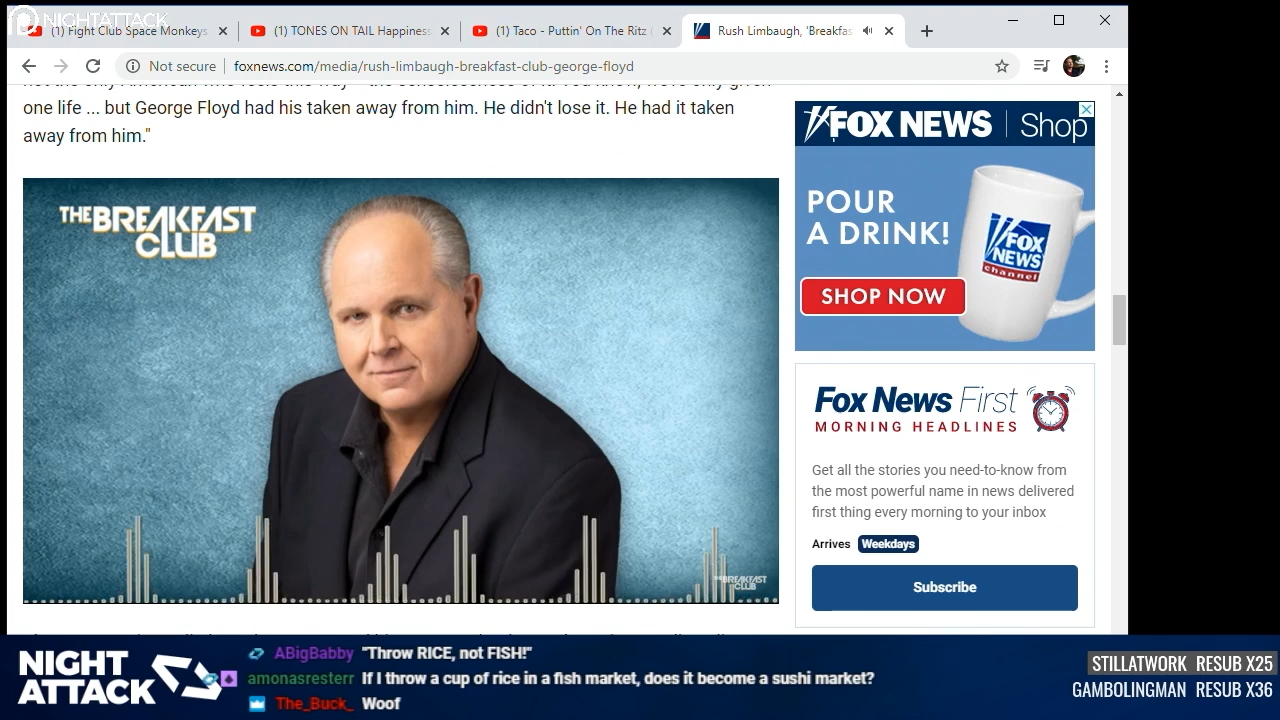 NIGHTATTACK
(1) Fight Club Space Monkeys
(1) TONES ON TAIL Happiness
(1) Taco - Puttin' On The Ritz (
Rush Limbaugh, 'Breakfas
Not secure
foxnews.com/media/rush-limbaugh-breakfast-club-george-floyd
one life ... but George Floyd had his taken away from him. He didn't lose it. He had it taken
away from him."
THE BREAKFAST
CLUB
THE BREAKFAST
CLUB
FOX NEWS Shop
POUR
A DRINK!
FOX
NEWS
channel
SHOP NOW
Fox News First
MORNING HEADLINES
Get all the stories you need-to-know from
the most powerful name in news delivered
first thing every morning to your inbox
Arrives Weekdays
Subscribe
NIGHT
ATTACK
ABigBabby "Throw RICE, not FISH!"
amonasresterr If I throw a cup of rice in a fish market, does it become a sushi market?
The_Buck_ Woof
STILLATWORK RESUB X25
GAMBOLINGMAN RESUB X36